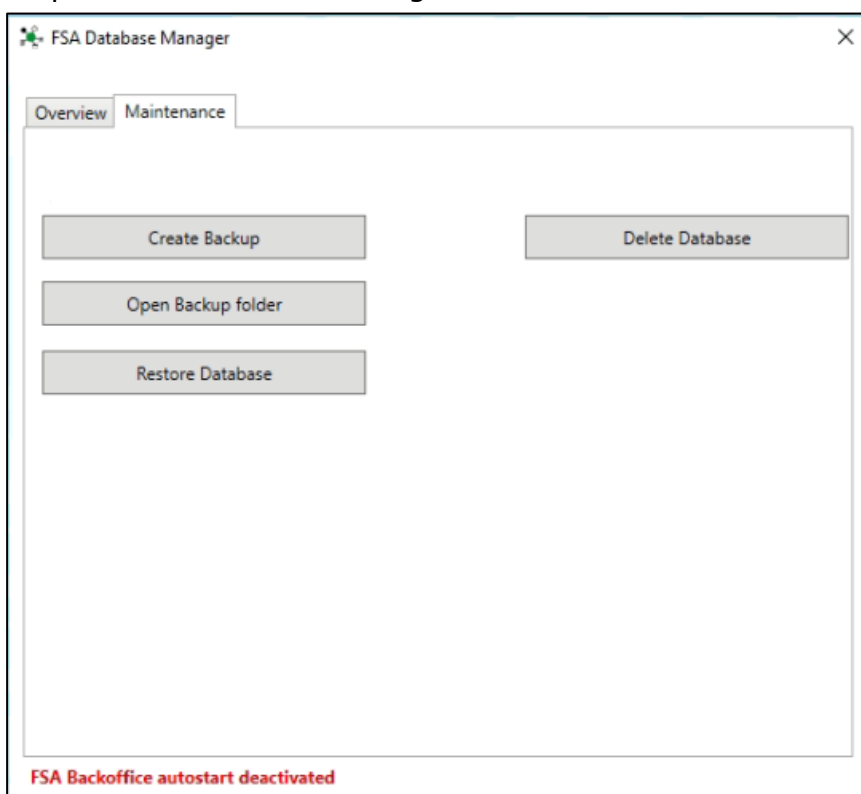 FSA Database Manager
Overview Maintenance
Create Backup Delete Database
Open Backup folder
Restore Database
FSA Backoffice autostart deactivated